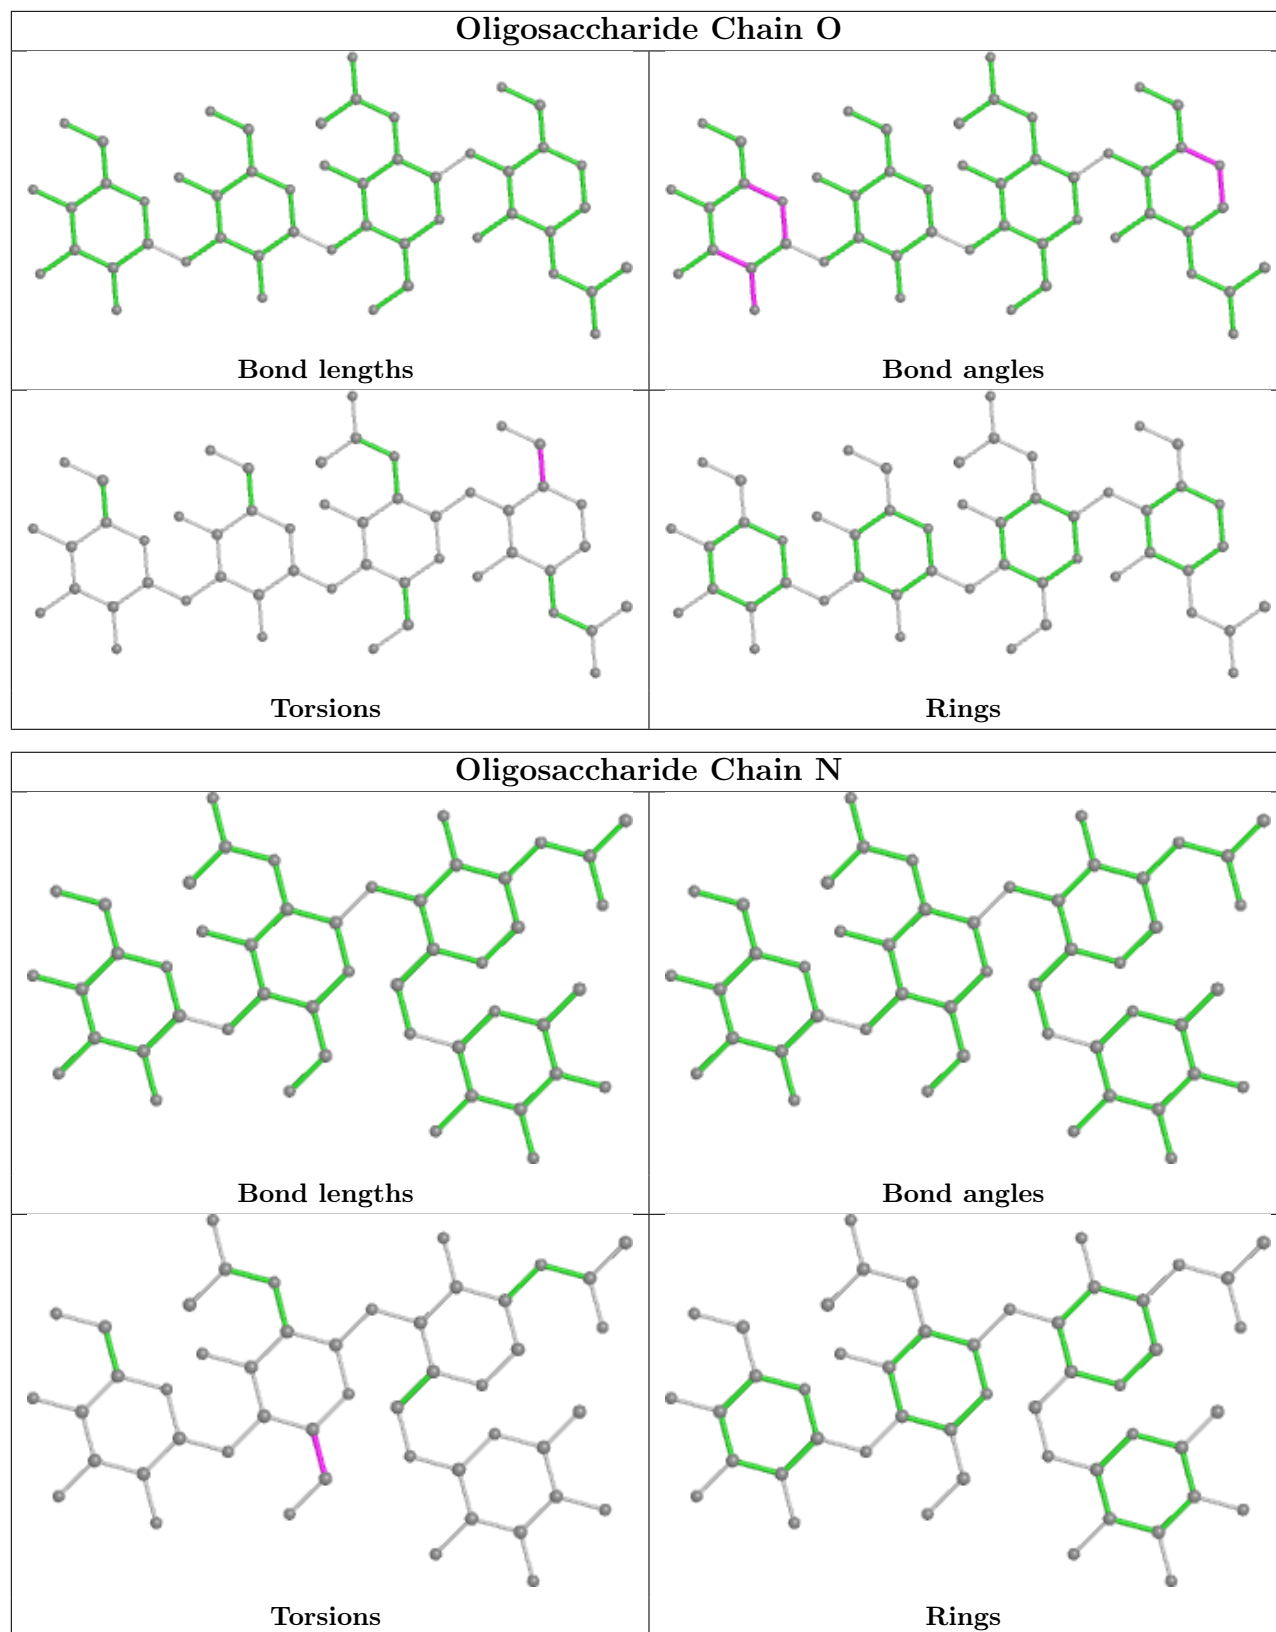 Oligosaccharide Chain O
Bond lengths
Bond angles
Torsions
Rings
Oligosaccharide Chain N
Bond lengths
Bond angles
Torsions
Rings